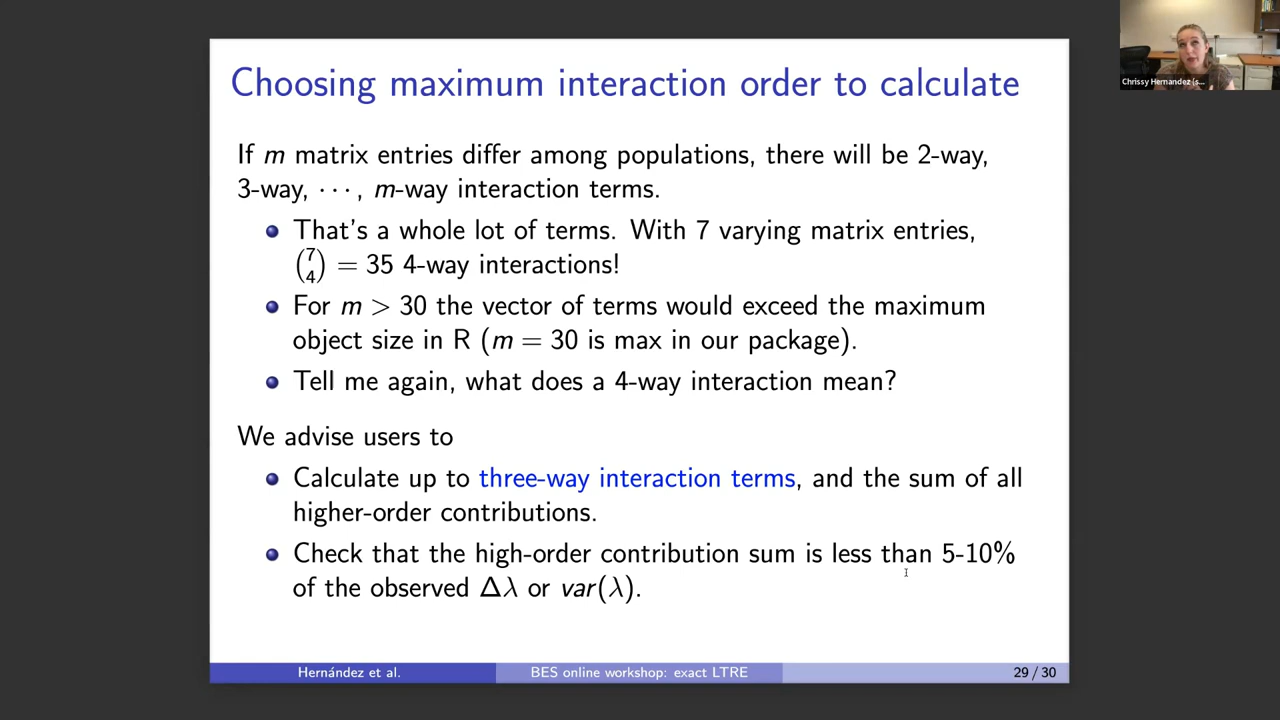 Choosing maximum interaction order to calculate
If m matrix entries differ among populations, there will be 2-way,
3-way, ⋯, m-way interaction terms.
That's a whole lot of terms. With 7 varying matrix entries,
(7 4) = 35 4-way interactions!
For m > 30 the vector of terms would exceed the maximum
object size in R (m = 30 is max in our package).
Tell me again, what does a 4-way interaction mean?
We advise users to
Calculate up to three-way interaction terms, and the sum of all
higher-order contributions.
Check that the high-order contribution sum is less than 5-10%
of the observed Δλ or var(λ).
Hernández et al.
BES online workshop: exact LTRE
29 / 30
Chrissy Hernandez (s...